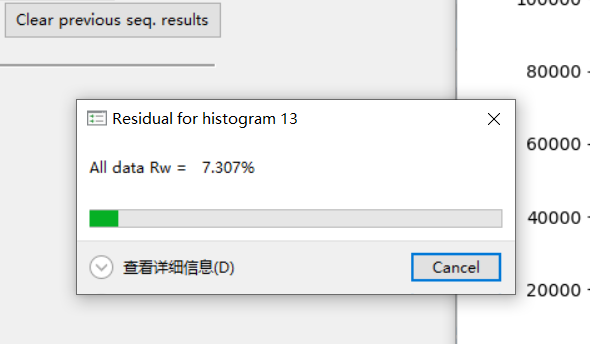 Clear previous seq. results
100000
80000
60000
40000
20000
Residual for histogram 13
All data Rw = 7.307%
查看详细信息(D)
Cancel